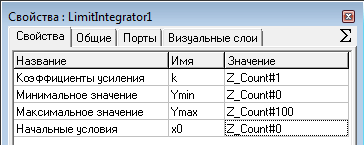 Свойства : LimitIntegrator1
Свойства Общие Порты Визуальные слои Σ
Название Имя Значение
Коэффициенты усиления k Z_Count#1
Минимальное значение Ymin Z_Count#0
Максимальное значение Ymax Z_Count#100
Начальные условия x0 Z_Count#0